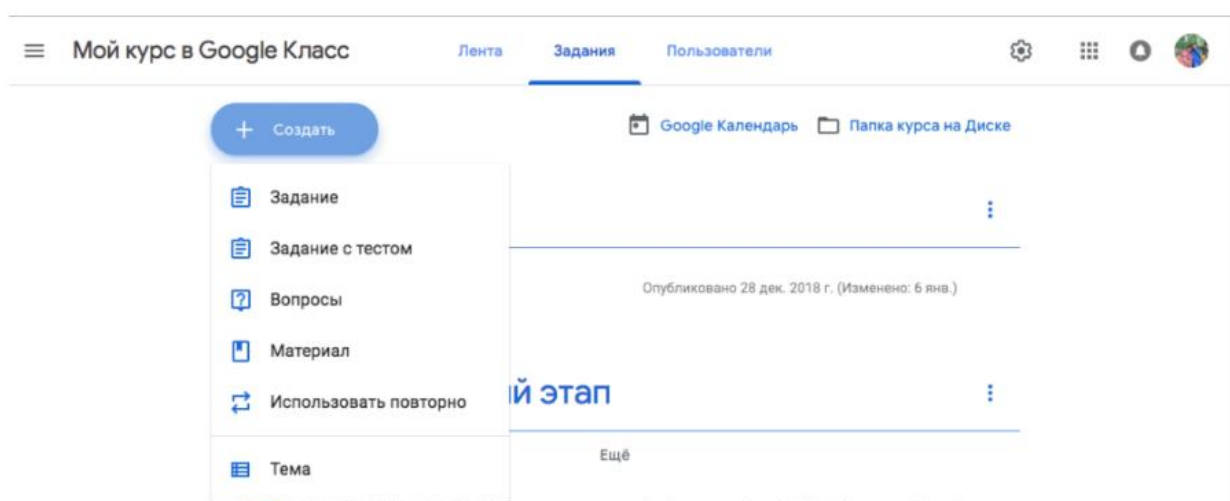 Мой курс в Google Класс Лента Задания Пользователи
Создать Google Календарь Папка курса на Диске
Задание
Задание с тестом
Опубликовано 28 дек. 2018 г. (Изменено: 6 янв.)
Вопросы
Материал
Использовать повторно й этап
Ещё
Тема